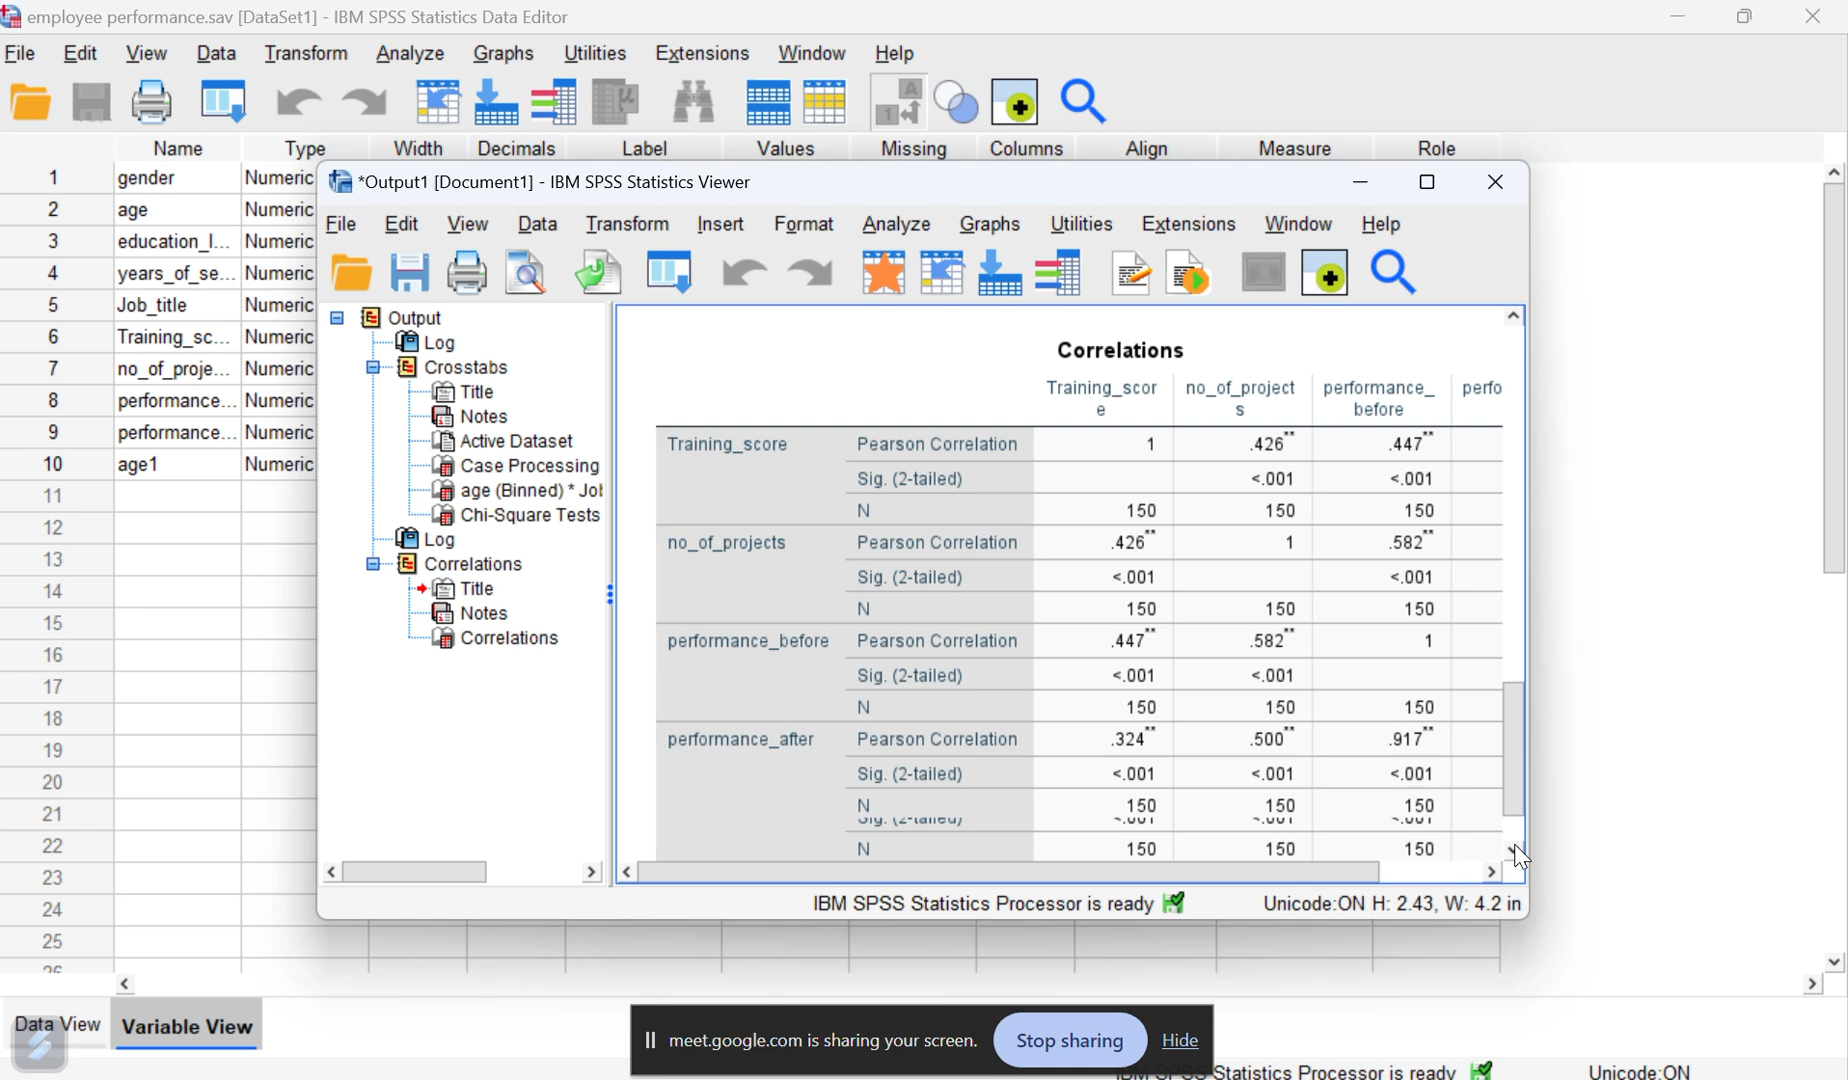 employee performance.sav [DataSet1] - IBM SPSS Statistics Data Editor
File Edit View Data Transform Analyze Graphs Utilities Extensions Window Help
Name Type Width Decimals Label Values Missing Columns Align Measure Role
1 gender Numeric
2 age Numeric
3 education_l... Numeric
4 years_of_se... Numeric
5 Job_title Numeric
6 Training_sc... Numeric
7 no_of_proje... Numeric
8 performance... Numeric
9 performance... Numeric
10 age1 Numeric
11
12
13
14
15
16
17
18
19
20
21
22
23
24
25
26
*Output1 [Document1] - IBM SPSS Statistics Viewer
File Edit View Data Transform Insert Format Analyze Graphs Utilities Extensions Window Help
Output
Log
Crosstabs
Title
Notes
Active Dataset
Case Processing
age (Binned) * Jol
Chi-Square Tests
Log
Correlations
Title
Notes
Correlations
Correlations
Training_scor no_of_project performance_ perfo
e s before
Training_score Pearson Correlation 1 .426** .447**
Sig. (2-tailed) <.001 <.001
N 150 150 150
no_of_projects Pearson Correlation .426** 1 .582**
Sig. (2-tailed) <.001 <.001
N 150 150 150
performance_before Pearson Correlation .447** .582** 1
Sig. (2-tailed) <.001 <.001
N 150 150 150
performance_after Pearson Correlation .324** .500** .917**
Sig. (2-tailed) <.001 <.001 <.001
N 150 150 150
N 150 150 150
IBM SPSS Statistics Processor is ready Unicode:ON H: 2.43, W: 4.2 in
Data View Variable View
meet.google.com is sharing your screen. Stop sharing Hide
IBM SPSS Statistics Processor is ready Unicode:ON